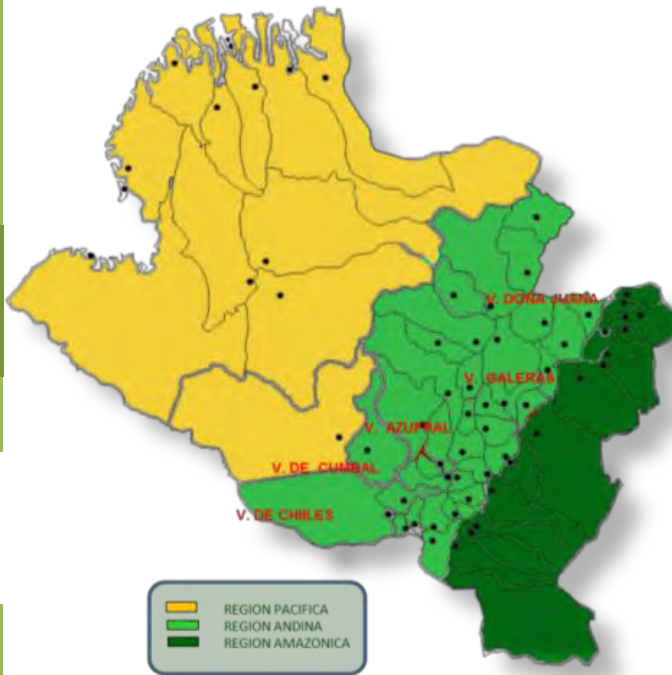 V. DOÑA JUANA
V. GALERAS
V. AZUFRAL
V. DE CUMBAL
V. DE CHILES
REGION PACIFICA
REGION ANDINA
REGION AMAZONICA